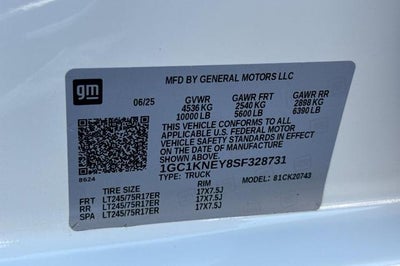 gm
MFD BY GENERAL MOTORS LLC
06/25 GVWR GAWR FRT GAWR RR
4536 KG 2540 KG 2898 KG
10000 LB 5600 LB 6390 LB
THIS VEHICLE CONFORMS TO ALL
APPLICABLE U.S. FEDERAL MOTOR
VEHICLE SAFETY STANDARDS IN EFFECT
ON THE DATE OF MANUFACTURE
SHOWN ABOVE.
1GC1KNEY8SF328731
8624 TYPE: TRUCK MODEL: 81CK20743
TIRE SIZE RIM
FRT LT245/75R17ER 17X7.5J
RR LT245/75R17ER 17X7.5J
SPA LT245/75R17ER 17X7.5J